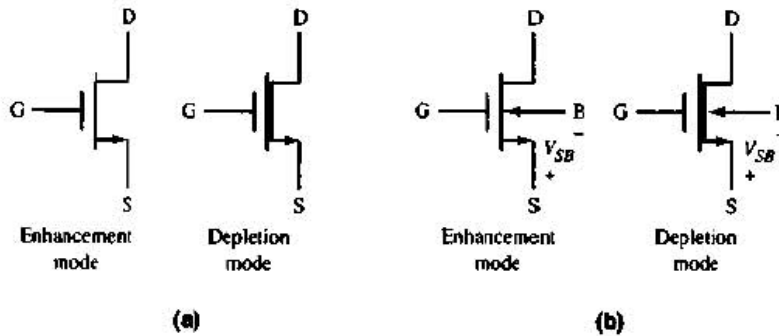 D D D D
G G G B G
V_SB V_SB
− −
+ +
S S S S
Enhancement mode
Depletion mode
Enhancement mode
Depletion mode
(a) (b)